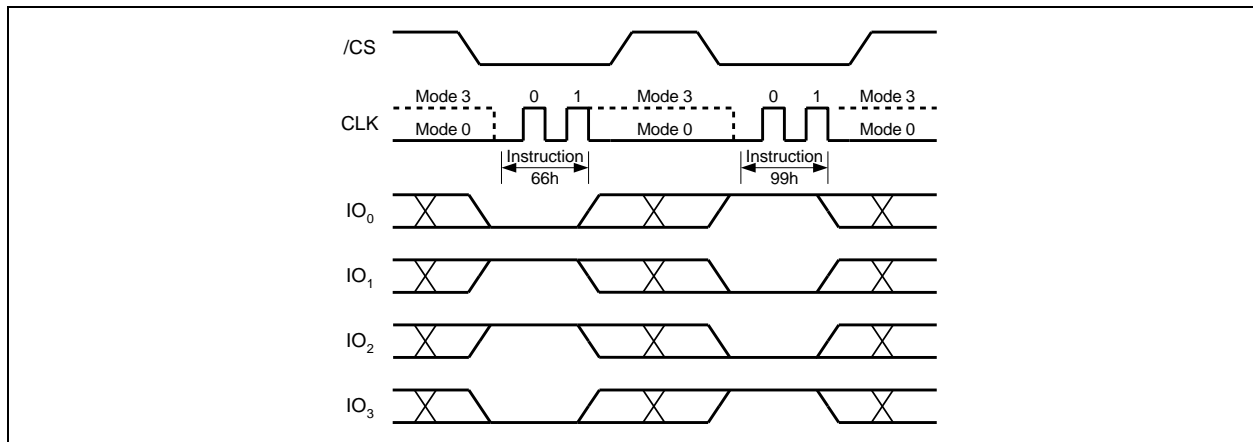 /CS
Mode 3 0 1 Mode 3 0 1 Mode 3
CLK
Mode 0 Mode 0 Mode 0
Instruction Instruction
66h 99h
IO0
IO1
IO2
IO3